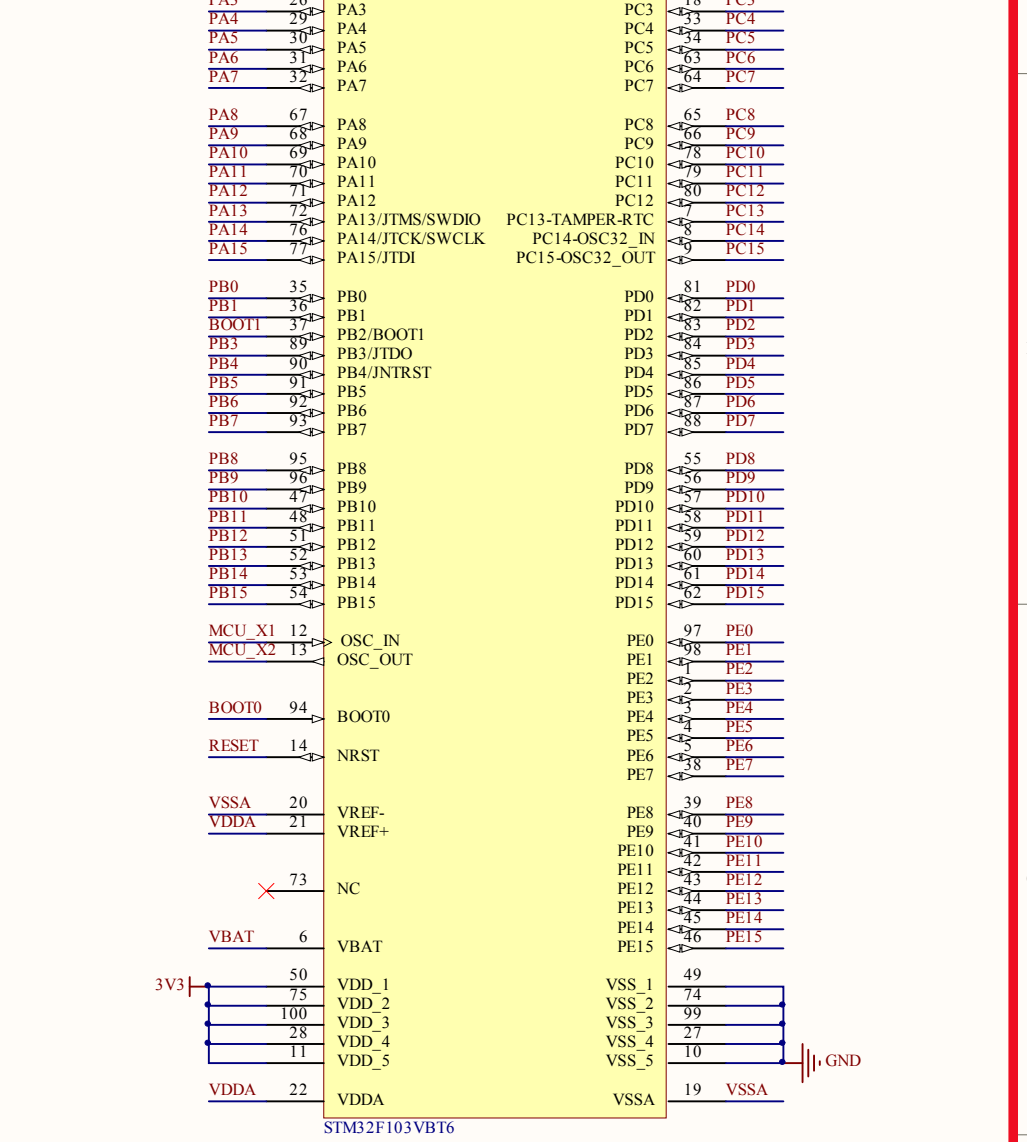 PA3 PC3
PA4 29 PA4 PC4 33 PC4
PA5 30 PA5 PC5 34 PC5
PA6 31 PA6 PC6 63 PC6
PA7 32 PA7 PC7 64 PC7
PA8 67 PA8 PC8 65 PC8
PA9 68 PA9 PC9 66 PC9
PA10 69 PA10 PC10 78 PC10
PA11 70 PA11 PC11 79 PC11
PA12 71 PA12 PC12 80 PC12
PA13 72 PA13/JTMS/SWDIO PC13-TAMPER-RTC 7 PC13
PA14 76 PA14/JTCK/SWCLK PC14-OSC32_IN 8 PC14
PA15 77 PA15/JTDI PC15-OSC32_OUT 9 PC15
PB0 35 PB0 PD0 81 PD0
PB1 36 PB1 PD1 82 PD1
BOOT1 37 PB2/BOOT1 PD2 83 PD2
PB3 89 PB3/JTDO PD3 84 PD3
PB4 90 PB4/JNTRST PD4 85 PD4
PB5 91 PB5 PD5 86 PD5
PB6 92 PB6 PD6 87 PD6
PB7 93 PB7 PD7 88 PD7
PB8 95 PB8 PD8 55 PD8
PB9 96 PB9 PD9 56 PD9
PB10 47 PB10 PD10 57 PD10
PB11 48 PB11 PD11 58 PD11
PB12 51 PB12 PD12 59 PD12
PB13 52 PB13 PD13 60 PD13
PB14 53 PB14 PD14 61 PD14
PB15 54 PB15 PD15 62 PD15
MCU_X1 12 OSC_IN PE0 97 PE0
MCU_X2 13 OSC_OUT PE1 98 PE1
PE2 1 PE2
PE3 2 PE3
BOOT0 94 BOOT0 PE4 3 PE4
PE5 4 PE5
RESET 14 NRST PE6 5 PE6
PE7 38 PE7
VSSA 20 VREF- PE8 39 PE8
VDDA 21 VREF+ PE9 40 PE9
PE10 41 PE10
PE11 42 PE11
73 NC PE12 43 PE12
PE13 44 PE13
PE14 45 PE14
VBAT 6 VBAT PE15 46 PE15
3V3 50 VDD_1 VSS_1 49
75 VDD_2 VSS_2 74
100 VDD_3 VSS_3 99
28 VDD_4 VSS_4 27
11 VDD_5 VSS_5 10 GND
VDDA 22 VDDA VSSA 19 VSSA
STM32F103VBT6